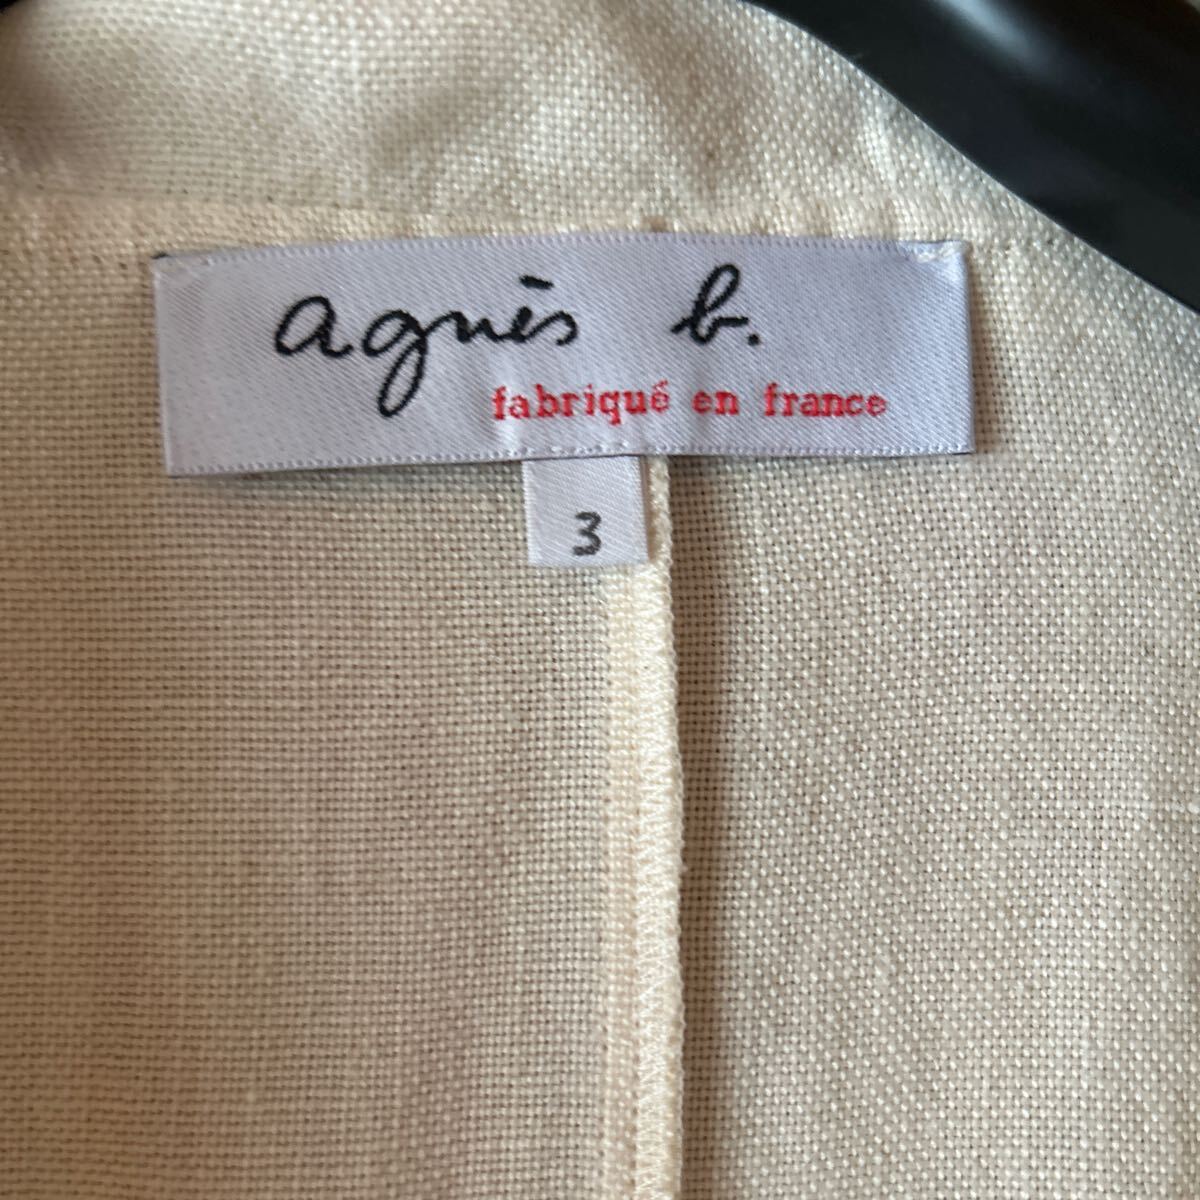 agnès b.
fabriqué en france
3